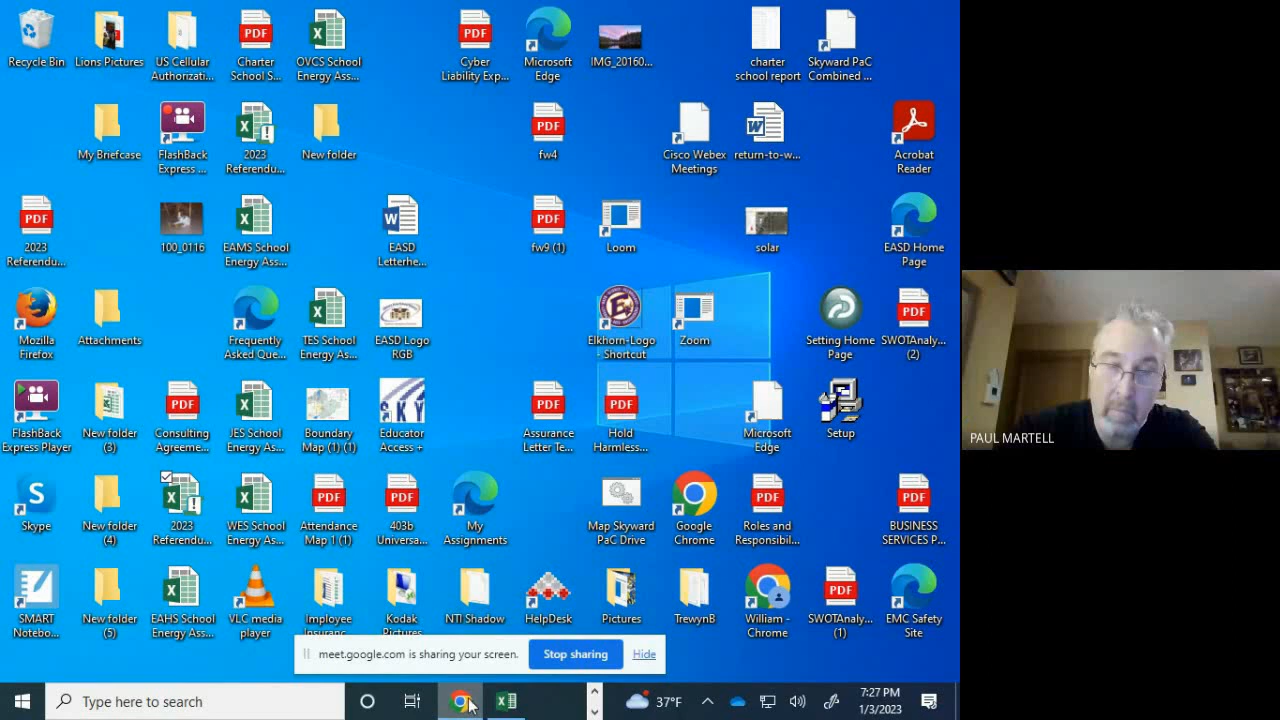 Recycle Bin
Lions Pictures
US Cellular
Authorizati...
Charter
School S...
OVCS School
Energy Ass...
Cyber
Liability Exp...
Microsoft
Edge
IMG_20160...
charter
school report
Skyward PaC
Combined ...
My Briefcase
FlashBack
Express ...
2023
Referendu...
New folder
fw4
Cisco Webex
Meetings
return-to-w...
Acrobat
Reader
2023
Referendu...
100_0116
EAMS School
Energy Ass...
EASD
Letterhe...
fw9 (1)
Loom
solar
EASD Home
Page
Mozilla
Firefox
Attachments
Frequently
Asked Que...
TES School
Energy As...
EASD Logo
RGB
Elkhorn-Logo
- Shortcut
Zoom
Setting Home
Page
SWOTAnaly...
(2)
FlashBack
Express Player
New folder
(3)
Consulting
Agreeme...
JES School
Energy As...
Boundary
Map (1) (1)
Educator
Access +
Assurance
Letter Te...
Hold
Harmless...
Microsoft
Edge
Setup
Skype
New folder
(4)
2023
Referendu...
WES School
Energy As...
Attendance
Map 1 (1)
403b
Universa...
My
Assignments
Map Skyward
PaC Drive
Google
Chrome
Roles and
Responsibil...
BUSINESS
SERVICES P...
SMART
Notebo...
New folder
(5)
EAHS School
Energy Ass...
VLC media
player
Employee
Insuranc...
Kodak
Pictures
NTI Shadow
HelpDesk
Pictures
TrewynB
William -
Chrome
SWOTAnaly...
(1)
EMC Safety
Site
meet.google.com is sharing your screen.
Stop sharing
Hide
Type here to search
37°F
7:27 PM
1/3/2023
PAUL MARTELL